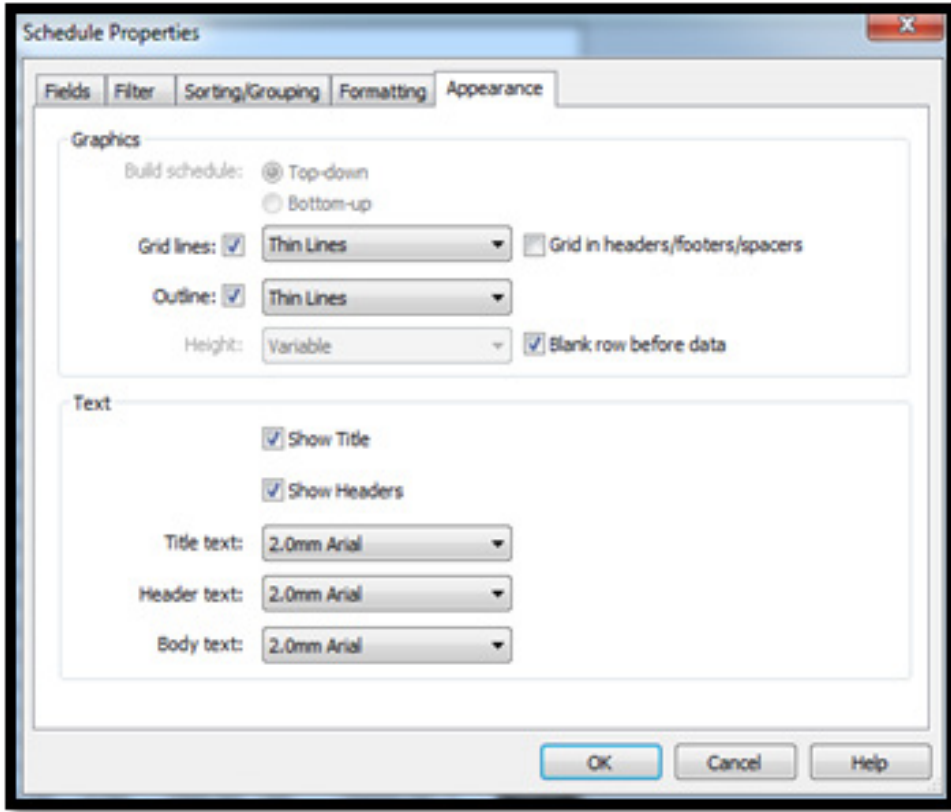 Schedule Properties
Fields Filter Sorting/Grouping Formatting Appearance
Graphics
Build schedule: Top-down
Bottom-up
Grid lines: Thin Lines Grid in headers/footers/spacers
Outline: Thin Lines
Height: Variable Blank row before data
Text
Show Title
Show Headers
Title text: 2.0mm Arial
Header text: 2.0mm Arial
Body text: 2.0mm Arial
OK Cancel Help